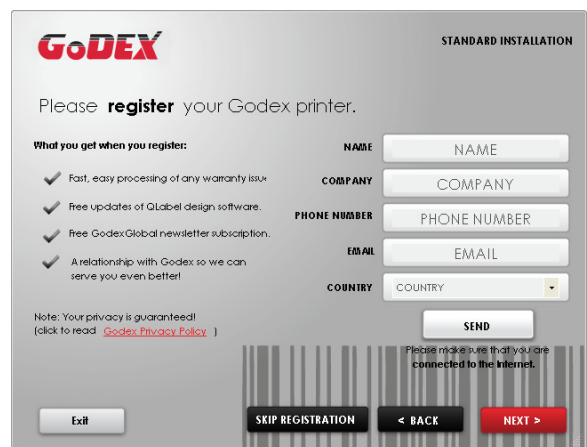 GoDEX
STANDARD INSTALLATION
Please register your Godex printer.
What you get when you register:
Fast, easy processing of any warranty issu
Free updates of QLabel design software.
Free GodexGlobal newsletter subscription.
A relationship with Godex so we can
serve you even better!
Note: Your privacy is guaranteed!
(click to read Godex Privacy Policy )
NAME NAME
COMPANY COMPANY
PHONE NUMBER PHONE NUMBER
EMAIL EMAIL
COUNTRY COUNTRY
SEND
Please make sure that you are
connected to the Internet.
Exit
SKIP REGISTRATION
< BACK
NEXT >